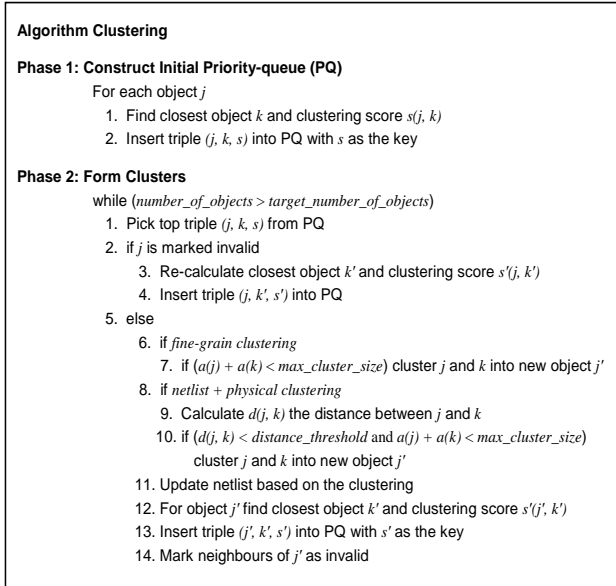 Algorithm Clustering
Phase 1: Construct Initial Priority-queue (PQ)
For each object j
1. Find closest object k and clustering score s(j, k)
2. Insert triple (j, k, s) into PQ with s as the key
Phase 2: Form Clusters
while (number_of_objects > target_number_of_objects)
1. Pick top triple (j, k, s) from PQ
2. if j is marked invalid
3. Re-calculate closest object k' and clustering score s'(j, k')
4. Insert triple (j, k', s') into PQ
5. else
6. if fine-grain clustering
7. if (a(j) + a(k) < max_cluster_size) cluster j and k into new object j'
8. if netlist + physical clustering
9. Calculate d(j, k) the distance between j and k
10. if (d(j, k) < distance_threshold and a(j) + a(k) < max_cluster_size)
cluster j and k into new object j'
11. Update netlist based on the clustering
12. For object j' find closest object k' and clustering score s'(j', k')
13. Insert triple (j', k', s') into PQ with s' as the key
14. Mark neighbours of j' as invalid